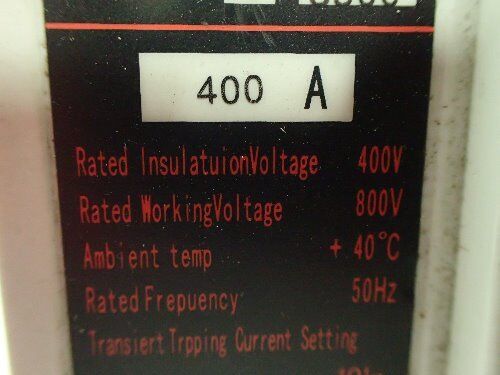 400 A
Rated InsulatuionVoltage 400V
Rated WorkingVoltage 800V
Ambient temp + 40°C
Rated Frepuency 50Hz
Transiert Trpping Current Setting